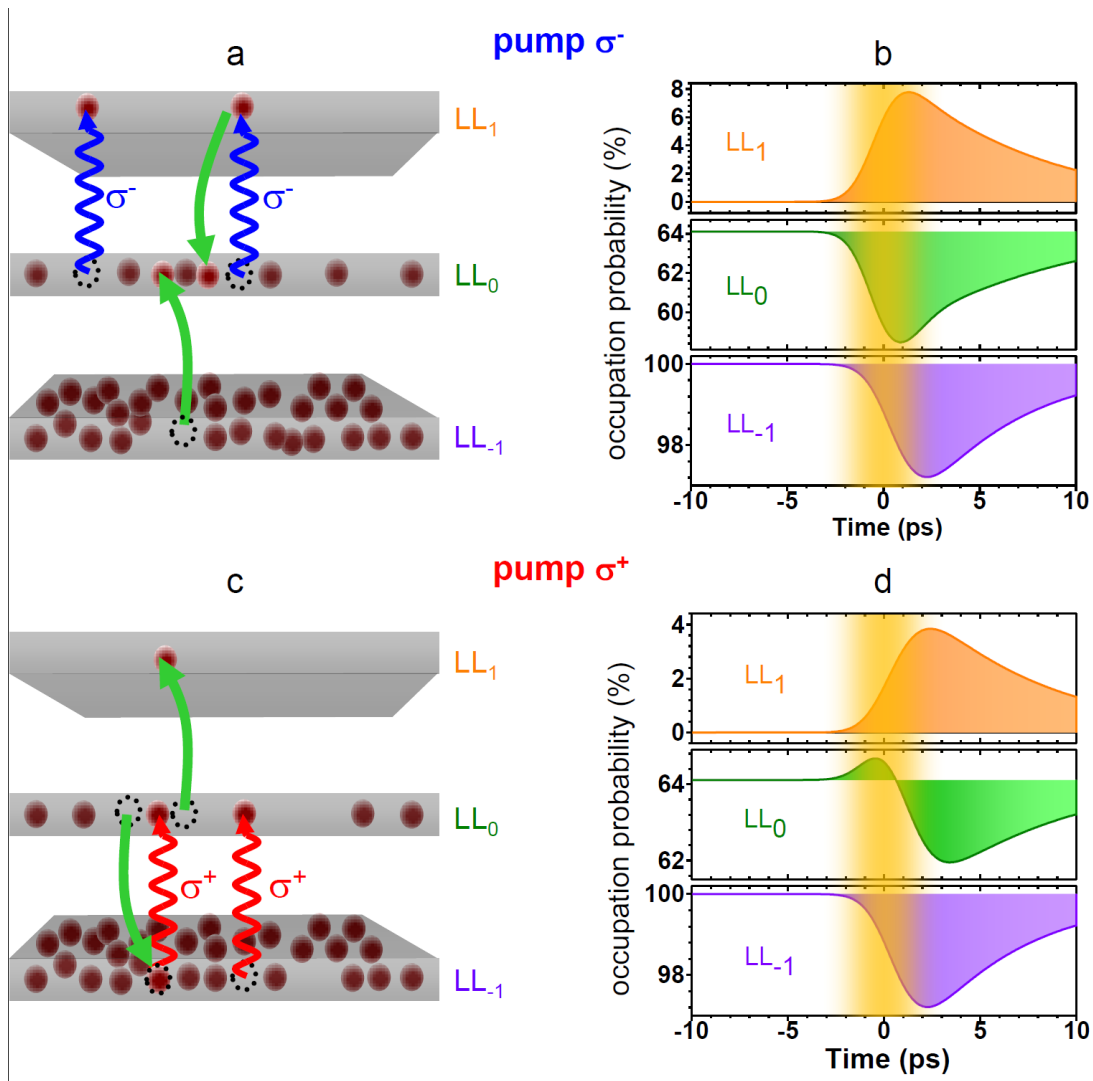 pump σ-
a
b
LL1
σ-
σ-
LL0
LL-1
occupation probability (%)
8
6
4
2
0
LL1
64
62
60
LL0
100
98
LL-1
-10
-5
0
5
10
Time (ps)
pump σ+
c
d
LL1
LL0
σ+
σ+
LL-1
occupation probability (%)
4
2
0
LL1
64
62
LL0
100
98
LL-1
-10
-5
0
5
10
Time (ps)